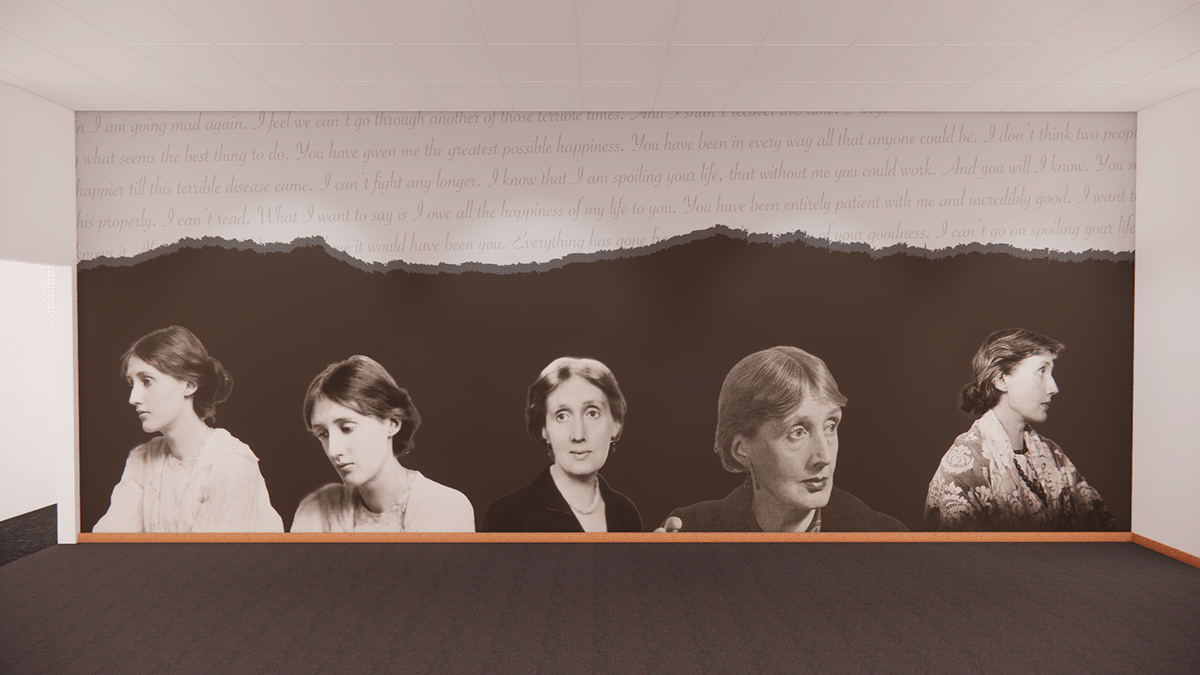 n I am going mad again. I feel we can't go through another of those terrible times. And I shan't recover this time. I
what seems the best thing to do. You have given me the greatest possible happiness. You have been in every way all that anyone could be. I don't think two peop
happier till this terrible disease came. I can't fight any longer. I know that I am spoiling your life, that without me you could work. And you will I know. You s
his properly. I can't read. What I want to say is I owe all the happiness of my life to you. You have been entirely patient with me and incredibly good. I want
it would have been you. Everything has gone of your goodness. I can't go on spoiling your life